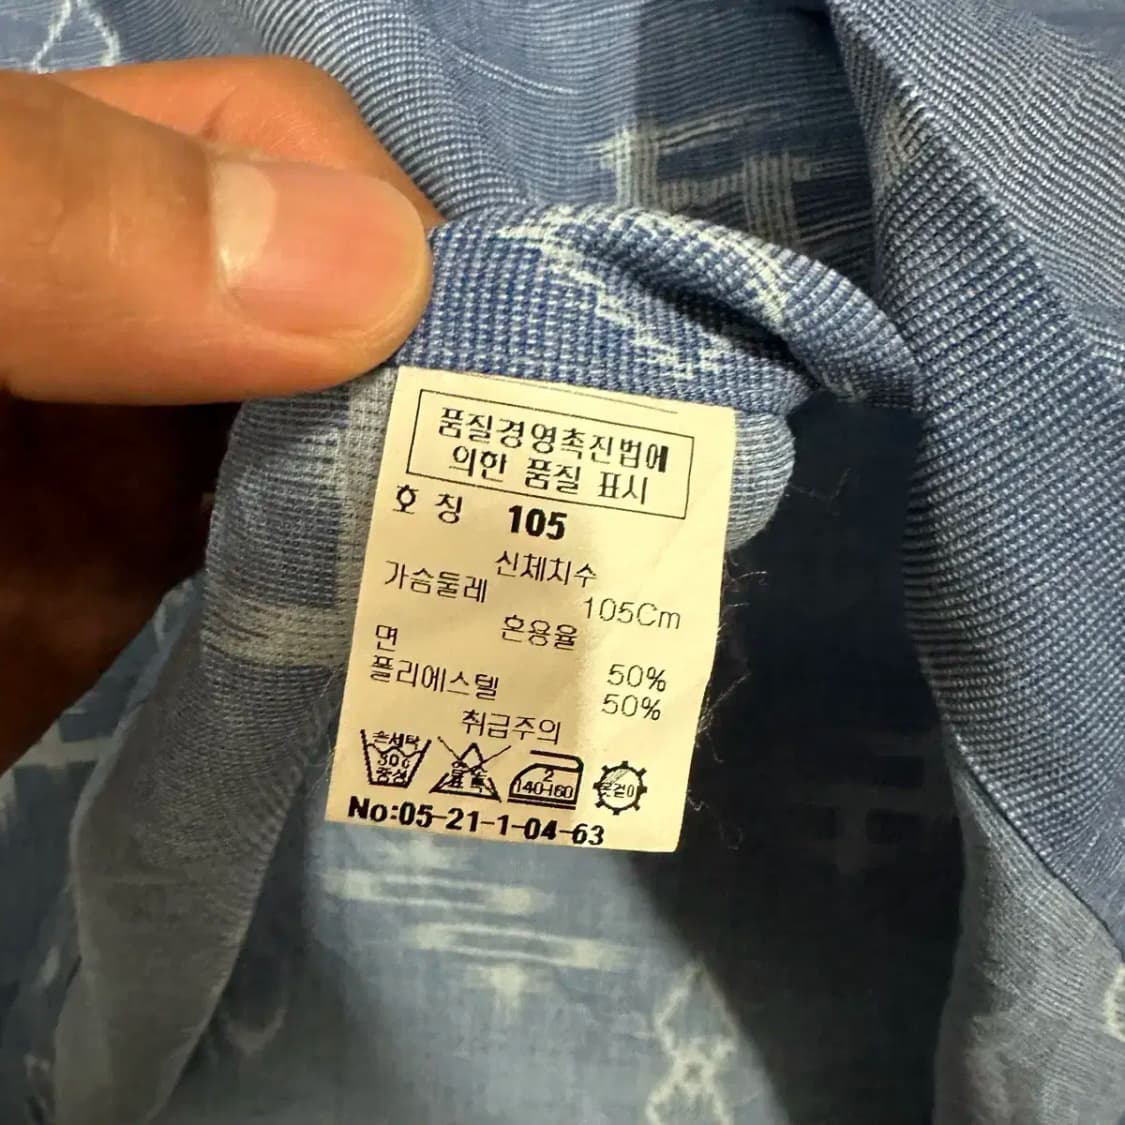 품질경영촉진법에
의한 품질 표시
호 칭 105
신체치수
가슴둘레 105Cm
혼용율
면 50%
폴리에스텔 50%
취급주의
손세탁
30℃
중성
표백
2
140-160
옷걸이
No:05-21-1-04-63